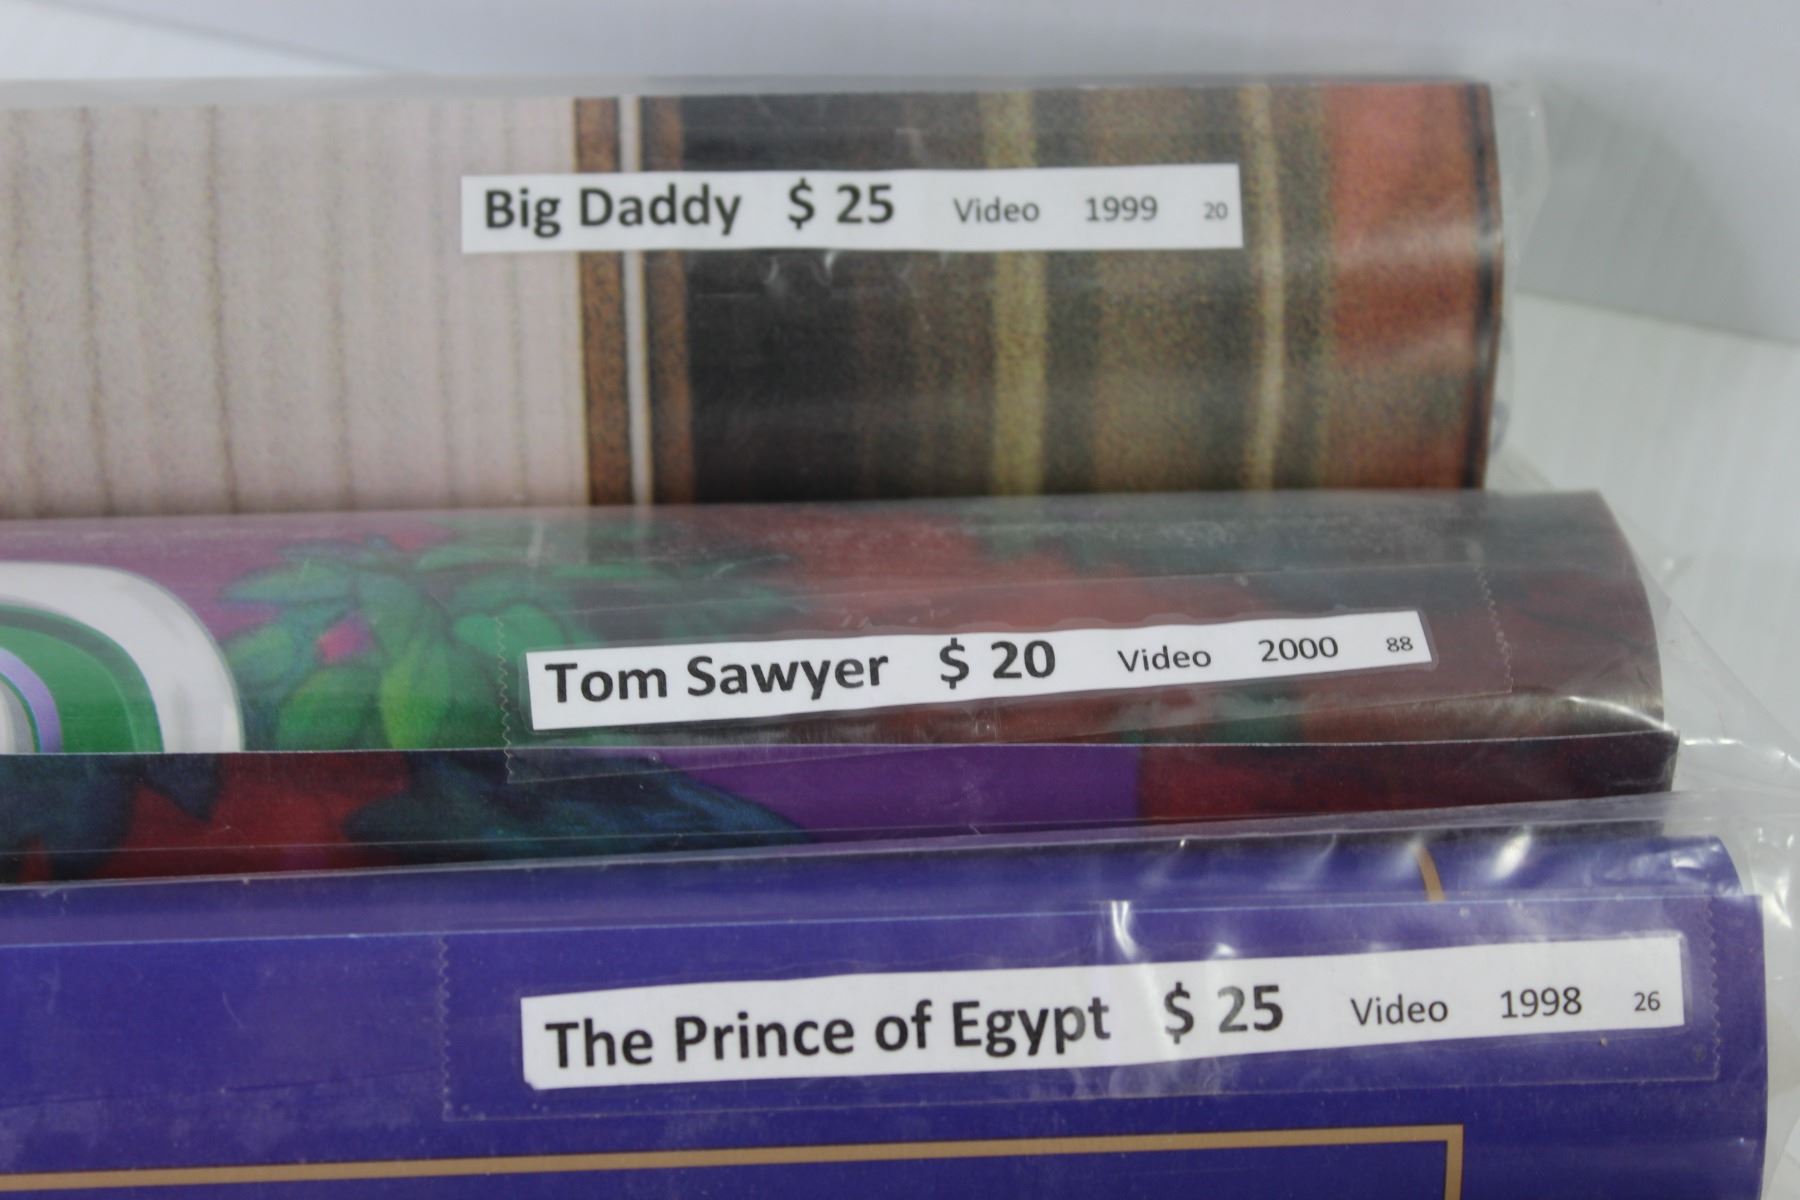 Big Daddy $ 25 Video 1999 20
Tom Sawyer $ 20 Video 2000 88
The Prince of Egypt $ 25 Video 1998 26